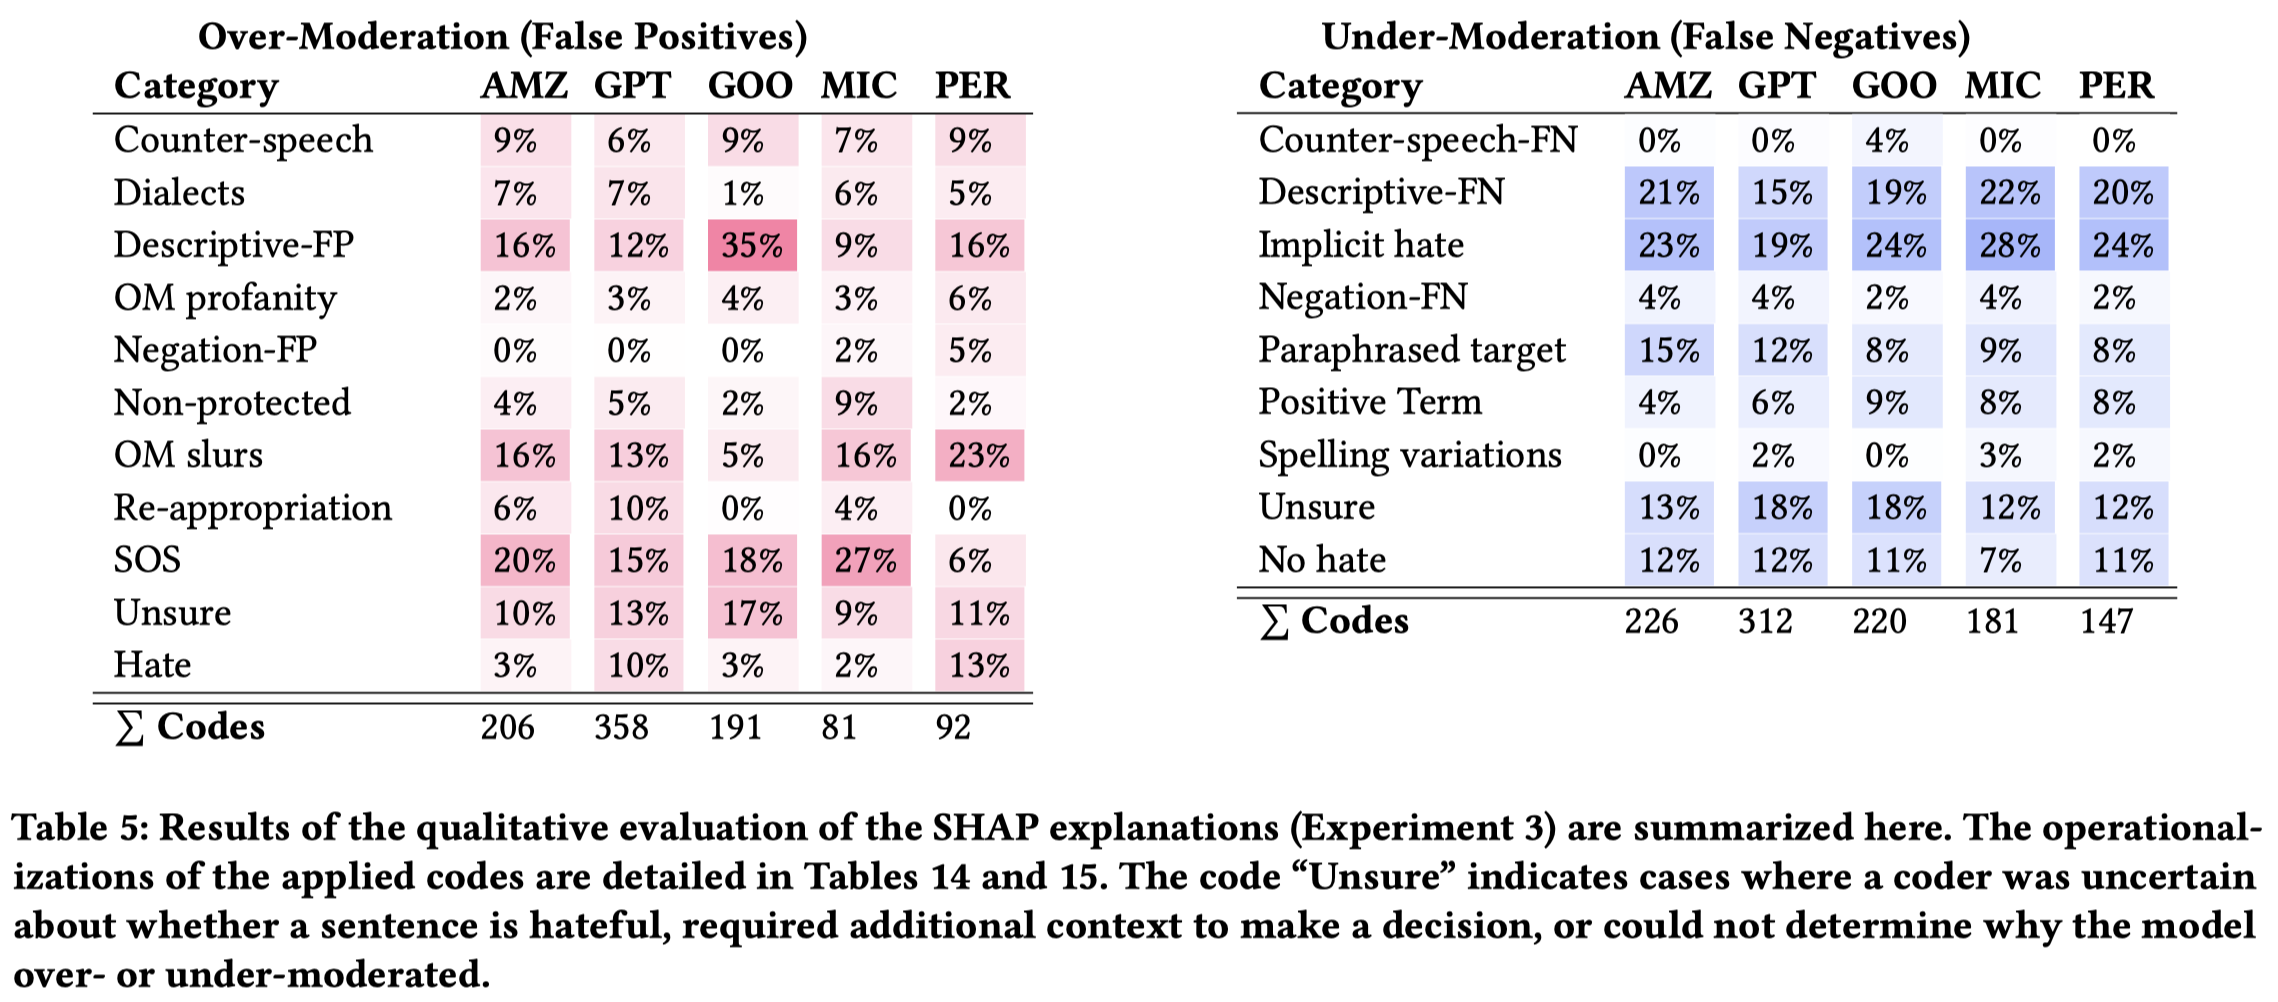 Over-Moderation (False Positives)
Category AMZ GPT GOO MIC PER
Counter-speech 9% 6% 9% 7% 9%
Dialects 7% 7% 1% 6% 5%
Descriptive-FP 16% 12% 35% 9% 16%
OM profanity 2% 3% 4% 3% 6%
Negation-FP 0% 0% 0% 2% 5%
Non-protected 4% 5% 2% 9% 2%
OM slurs 16% 13% 5% 16% 23%
Re-appropriation 6% 10% 0% 4% 0%
SOS 20% 15% 18% 27% 6%
Unsure 10% 13% 17% 9% 11%
Hate 3% 10% 3% 2% 13%
∑ Codes 206 358 191 81 92
Under-Moderation (False Negatives)
Category AMZ GPT GOO MIC PER
Counter-speech-FN 0% 0% 4% 0% 0%
Descriptive-FN 21% 15% 19% 22% 20%
Implicit hate 23% 19% 24% 28% 24%
Negation-FN 4% 4% 2% 4% 2%
Paraphrased target 15% 12% 8% 9% 8%
Positive Term 4% 6% 9% 8% 8%
Spelling variations 0% 2% 0% 3% 2%
Unsure 13% 18% 18% 12% 12%
No hate 12% 12% 11% 7% 11%
∑ Codes 226 312 220 181 147
Table 5: Results of the qualitative evaluation of the SHAP explanations (Experiment 3) are summarized here. The operational-
izations of the applied codes are detailed in Tables 14 and 15. The code “Unsure” indicates cases where a coder was uncertain
about whether a sentence is hateful, required additional context to make a decision, or could not determine why the model
over- or under-moderated.